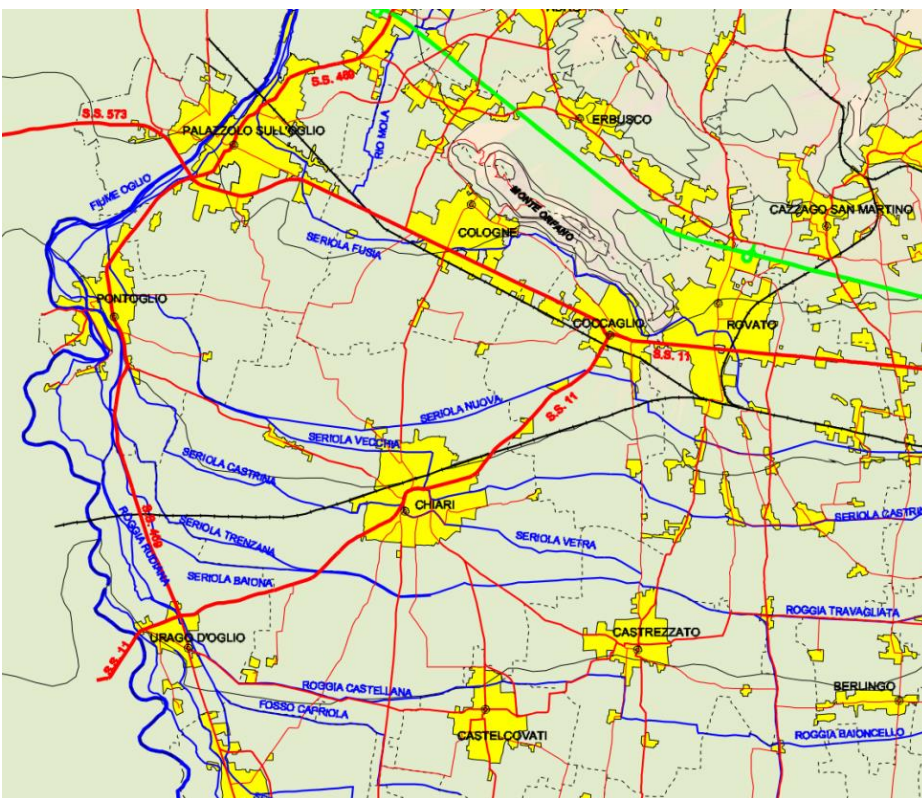 S.S. 469
S.S. 573
PALAZZOLO SULL'OGLIO
RIO MOLA
ERBUSCO
FIUME OGLIO
MONTE ORFANO
CAZZAGO SAN MARTINO
COLOGNE
SERIOLA FUSIA
PONTOGLIO
COCCAGLIO
ROVATO
S.S. 11
SERIOLA NUOVA
S.S. 11
SERIOLA VECCHIA
SERIOLA CASTRINA
CHIARI
ROGGIA RUDIANA
S.S. 469
SERIOLA TRENZANA
SERIOLA VETRA
SERIOLA CASTRI
SERIOLA BAIONA
ROGGIA TRAVAGLIATA
URAGO D'OGLIO
CASTREZZATO
S.S. 11
ROGGIA CASTELLANA
BERLINGO
FOSSO CAPRIOLA
CASTELCOVATI
ROGGIA BAIONCELLO